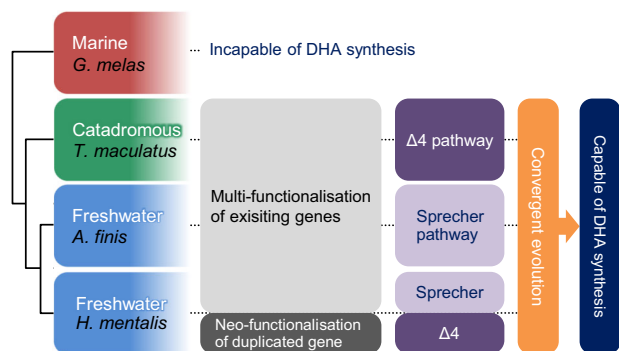 Marine
G. melas
Incapable of DHA synthesis
Catadromous
T. maculatus
Freshwater
A. finis
Freshwater
H. mentalis
Multi-functionalisation
of exisiting genes
Neo-functionalisation
of duplicated gene
Δ4 pathway
Sprecher
pathway
Sprecher
Δ4
Convergent evolution
Capable of DHA synthesis